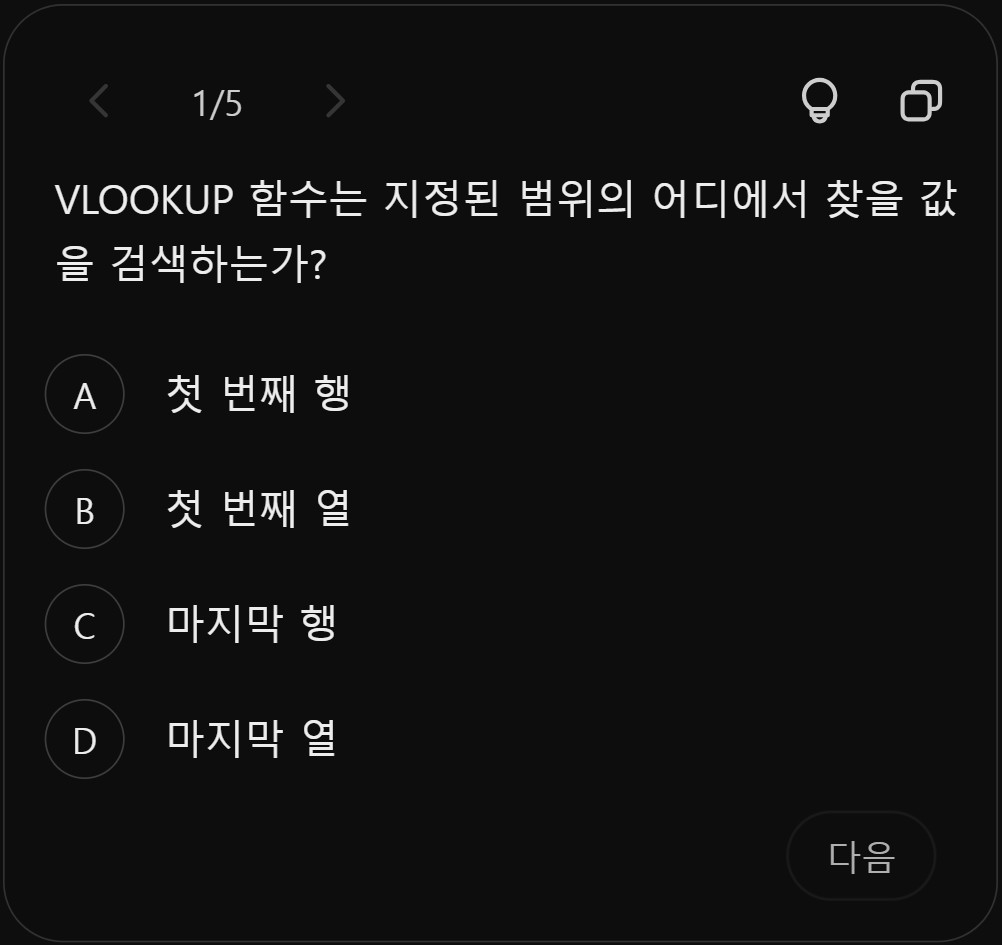 1/5
VLOOKUP 함수는 지정된 범위의 어디에서 찾을 값
을 검색하는가?
A 첫 번째 행
B 첫 번째 열
C 마지막 행
D 마지막 열
다음